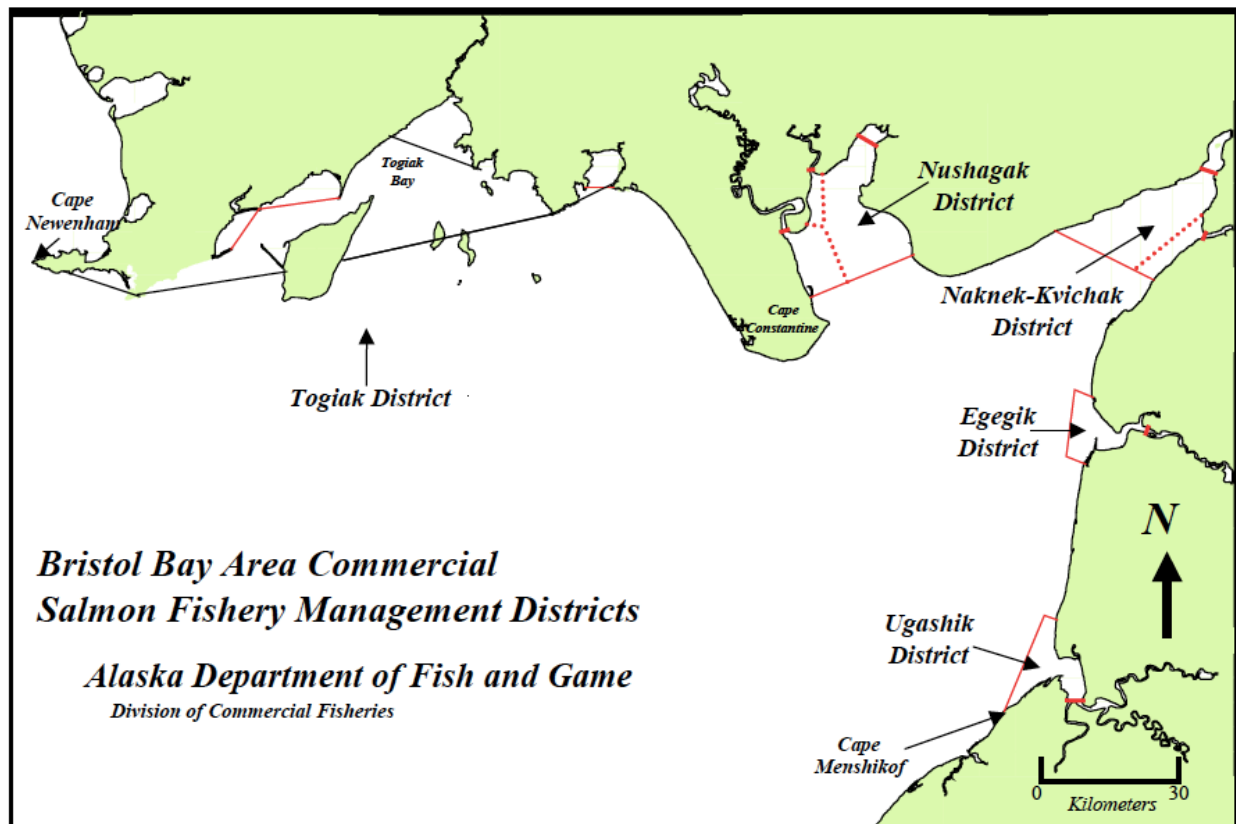 Togiak
Bay
Cape
Newenham
Nushagak
District
Naknek-Kvichak
District
Cape
Constantine
Togiak District
Egegik
District
N
Bristol Bay Area Commercial
Salmon Fishery Management Districts
Alaska Department of Fish and Game
Division of Commercial Fisheries
Ugashik
District
Cape
Menshikof
0
30
Kilometers